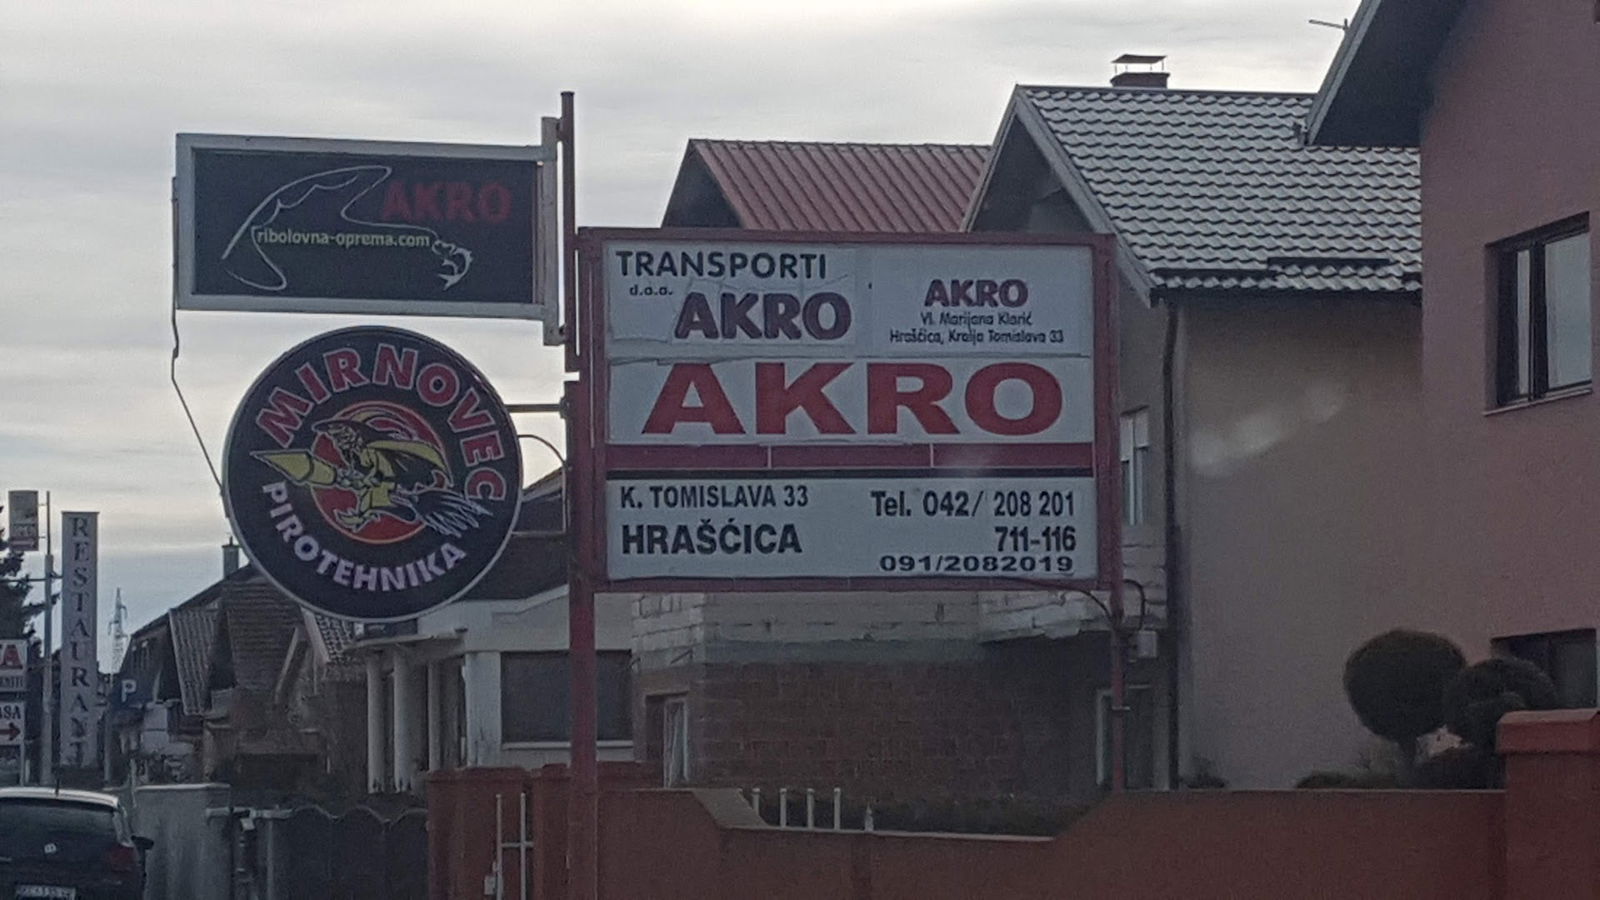 AKRO
ribolovna-oprema.com
MIRNOVEC
PIROTEHNIKA
TRANSPORTI
d.o.o.
AKRO
AKRO
Vl. Marijana Klarić
Hrašćica, Kralja Tomislava 33
AKRO
K. TOMISLAVA 33
HRAŠĆICA
Tel. 042/ 208 201
711-116
091/2082019
RESTAURANT
P